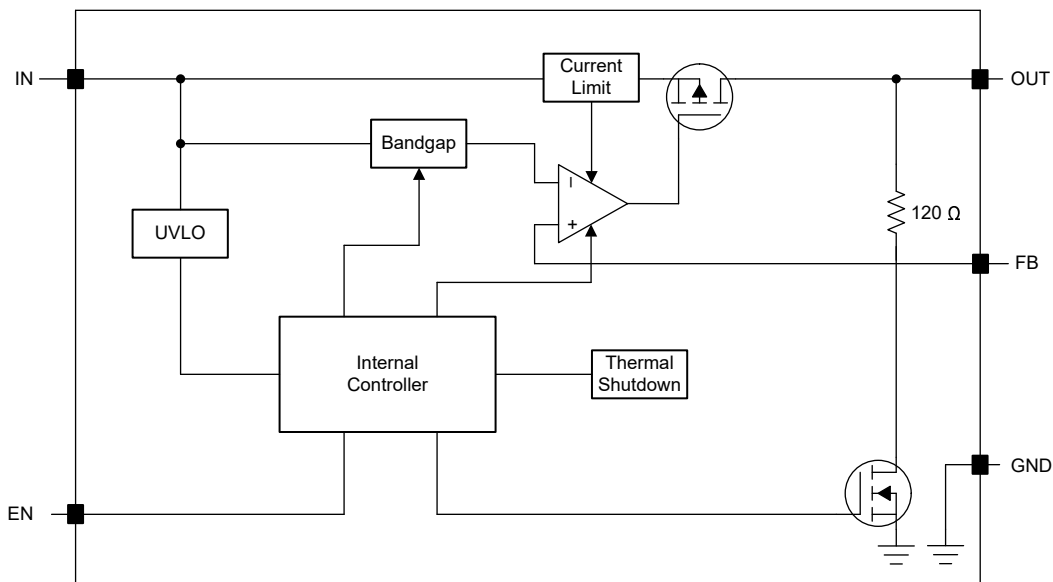 IN
Current
Limit
OUT
Bandgap
–
+
120 Ω
UVLO
FB
Internal
Controller
Thermal
Shutdown
GND
EN